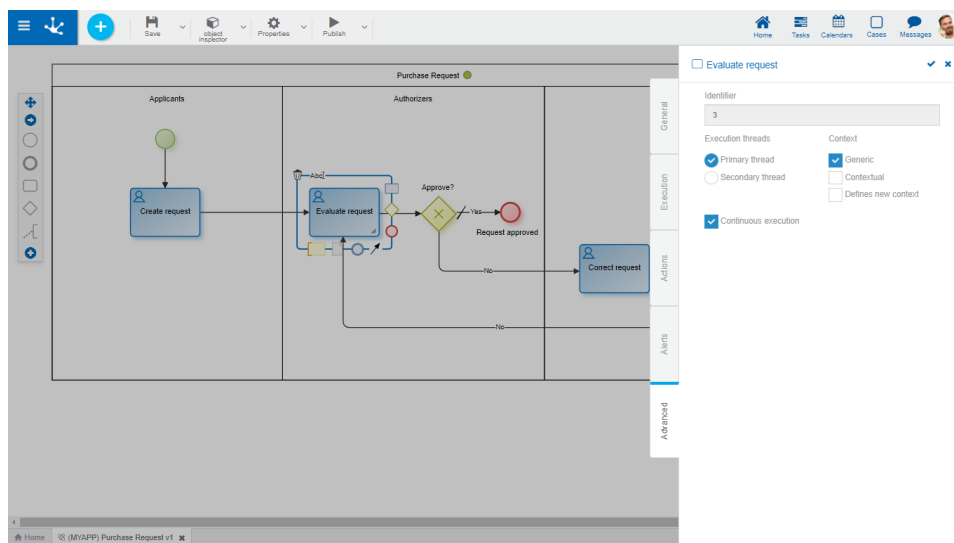 Save
object
inspector
Properties
Publish
Home
Tasks
Calendars
Cases
Messages
Purchase Request
Applicants
Authorizers
Create request
Abc
Evaluate request
Approve?
Yes
Request approved
No
Correct request
No
General
Execution
Actions
Alerts
Advanced
Evaluate request
Identifier
3
Execution threads
Context
Primary thread
Generic
Secondary thread
Contextual
Defines new context
Continuous execution
Home
(MYAPP) Purchase Request v1